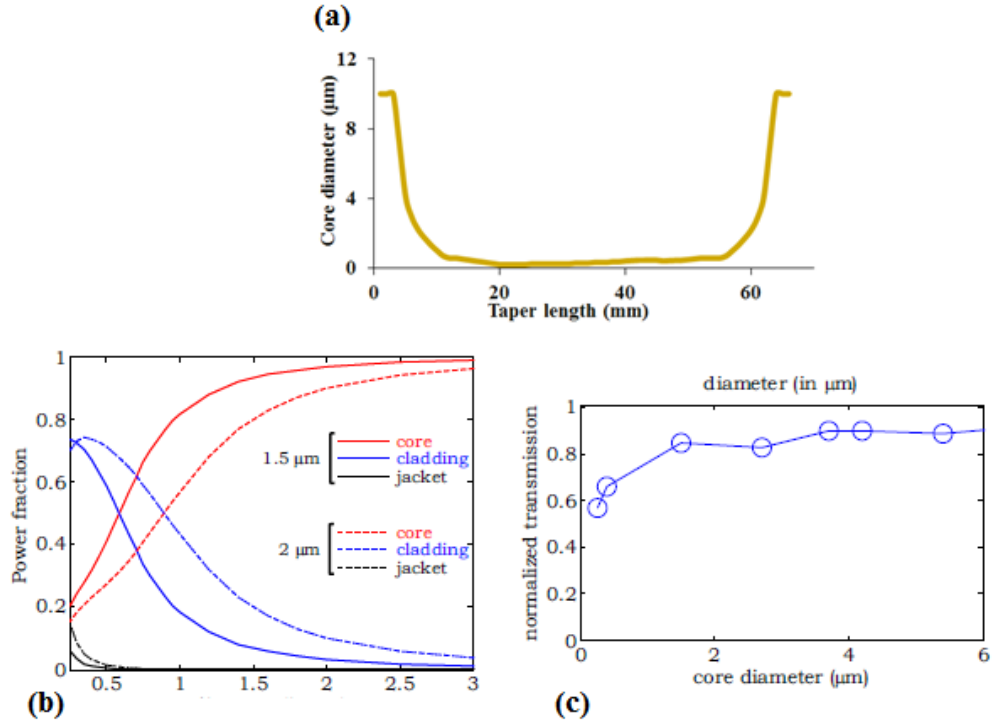 (a)
12
8
4
0
Core diameter (μm)
0 20 40 60
Taper length (mm)
1
0.8
0.6
0.4
0.2
0
Power fraction
1.5 μm
core
cladding
jacket
2 μm
core
cladding
jacket
0.5 1 1.5 2 2.5 3
(b)
diameter (in μm)
1
0.8
0.6
0.4
0.2
0
normalized transmission
0 2 4 6
core diameter (μm)
(c)